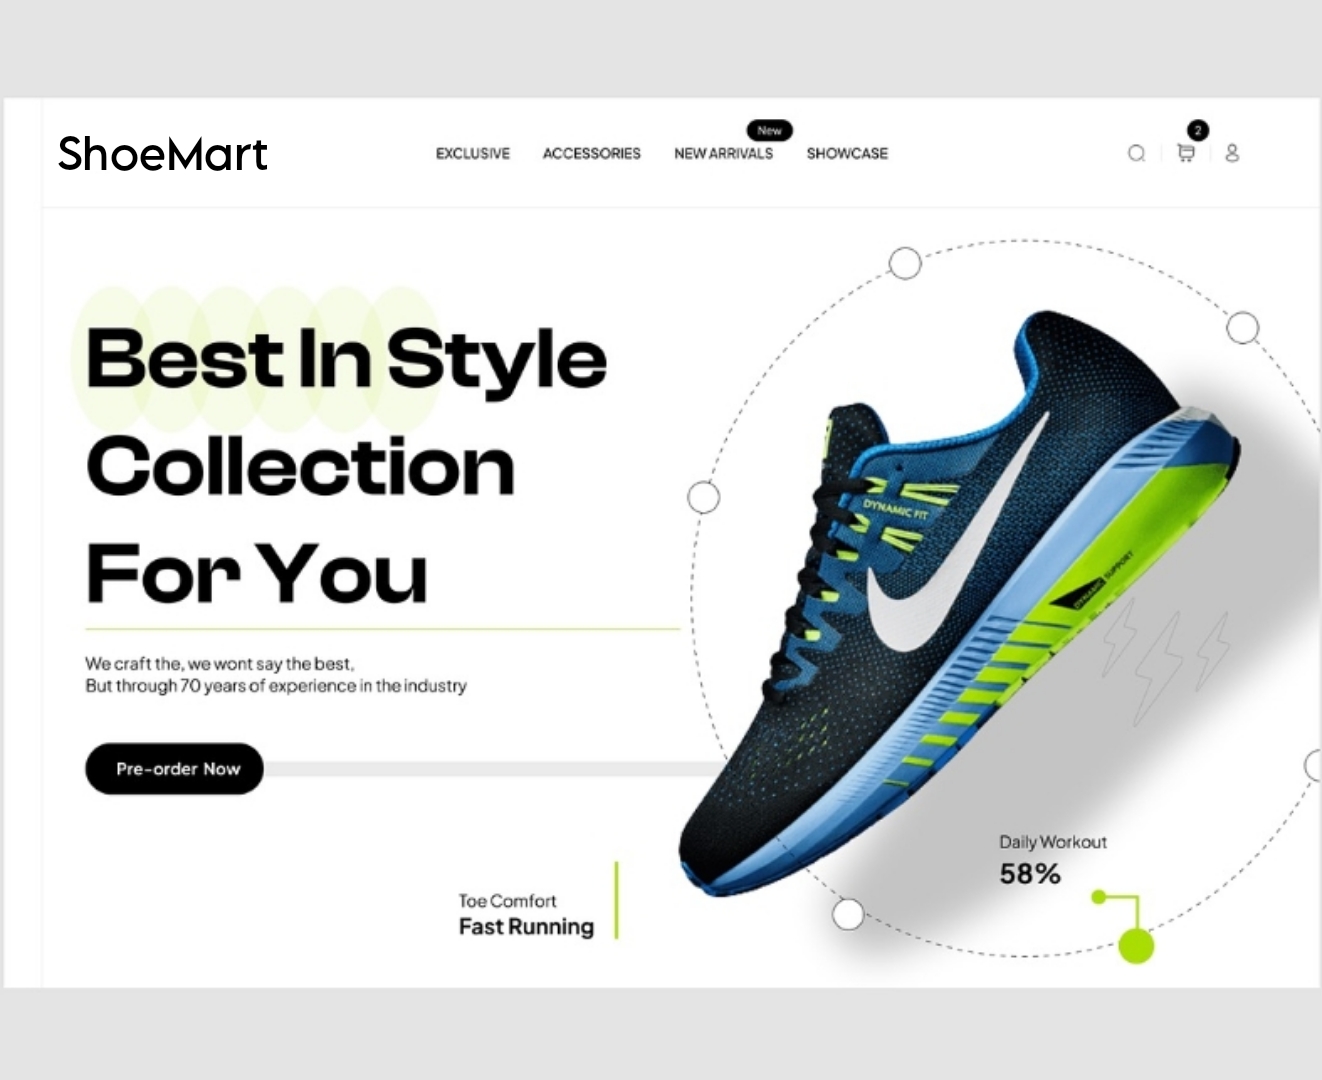 ShoeMart
EXCLUSIVE
ACCESSORIES
New
NEW ARRIVALS
SHOWCASE
2
Best In Style
Collection
For You
We craft the, we wont say the best,
But through 70 years of experience in the industry
Pre-order Now
DYNAMIC FIT
DYNAMIC SUPPORT
Toe Comfort
Fast Running
Daily Workout
58%